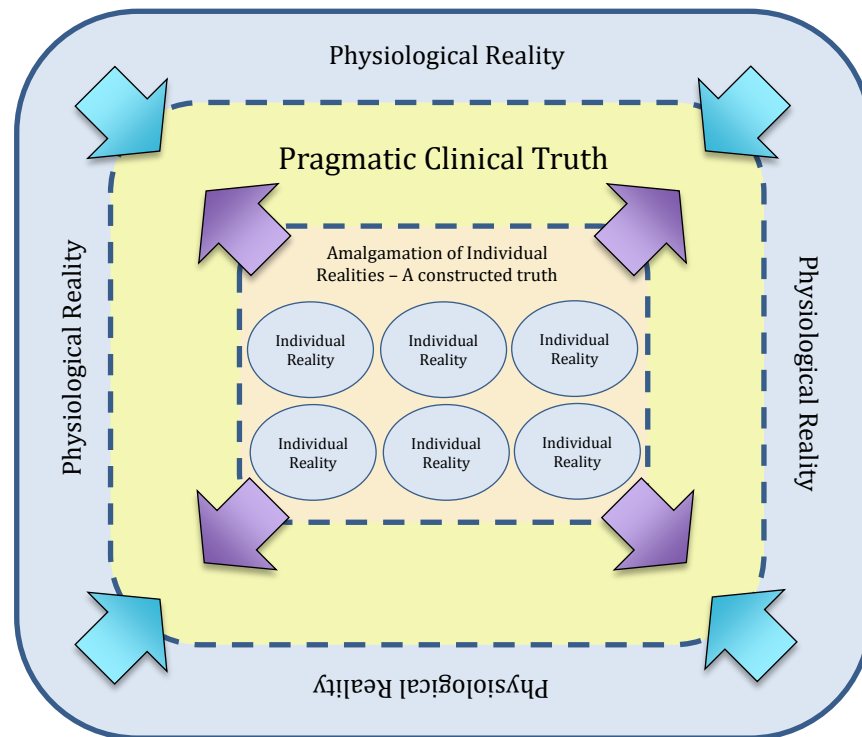 Physiological Reality
Pragmatic Clinical Truth
Amalgamation of Individual
Realities – A constructed truth
Physiological Reality
Physiological Reality
Individual
Reality
Individual
Reality
Individual
Reality
Individual
Reality
Individual
Reality
Individual
Reality
Physiological Reality